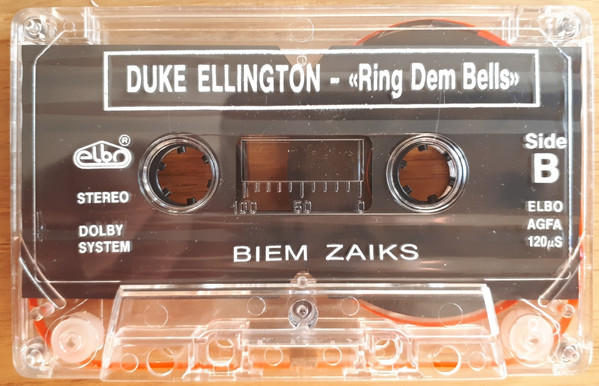 DUKE ELLINGTON - «Ring Dem Bells»
elbo®
Side
B
STEREO
100 50 0
ELBO
DOLBY
SYSTEM
AGFA
120µS
BIEM ZAIKS